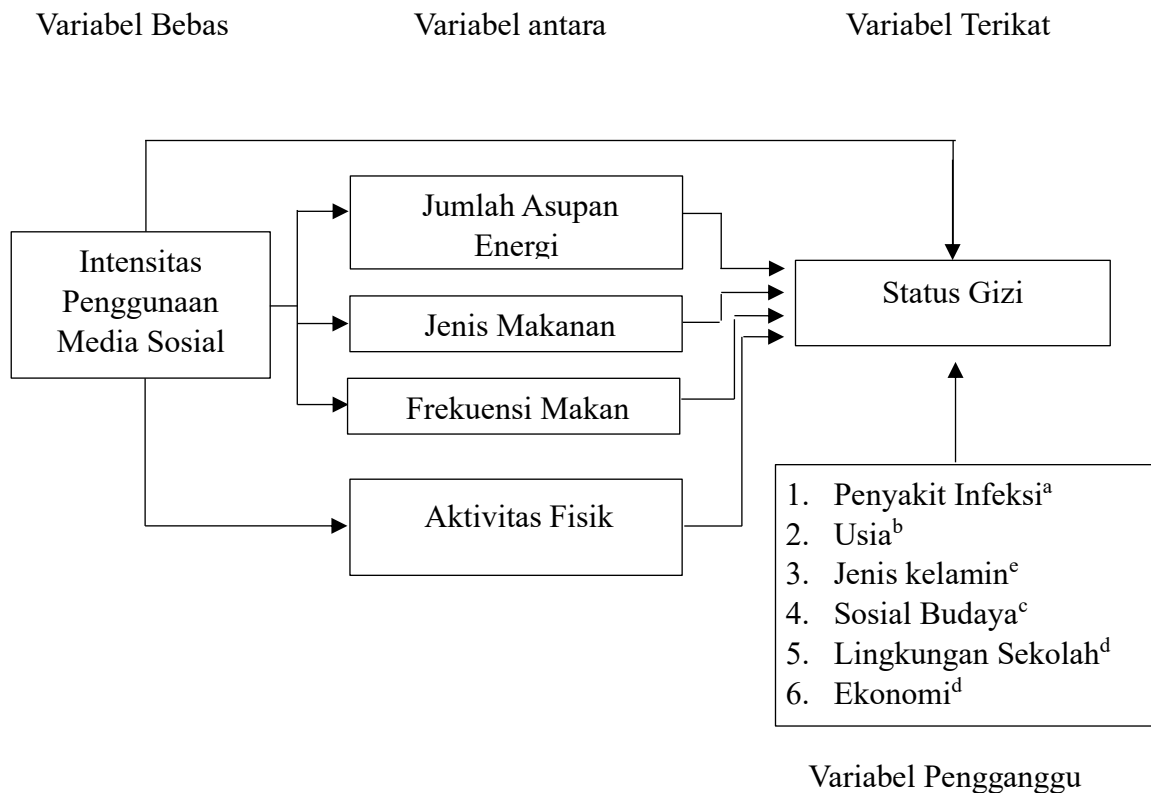 Variabel Bebas
Variabel antara
Variabel Terikat
Jumlah Asupan
Energi
Intensitas
Penggunaan
Media Sosial
Jenis Makanan
Status Gizi
Frekuensi Makan
Aktivitas Fisik
1. Penyakit Infeksiᵃ
2. Usiaᵇ
3. Jenis kelaminᵉ
4. Sosial Budayaᶜ
5. Lingkungan Sekolahᵈ
6. Ekonomiᵈ
Variabel Pengganggu